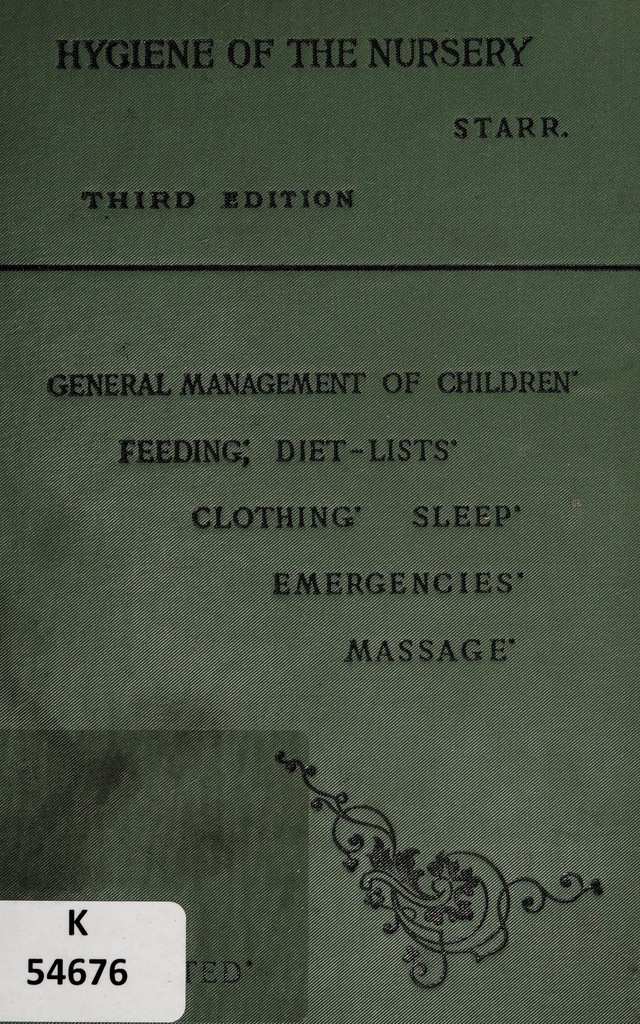 HYGIENE OF THE NURSERY
STARR.
THIRD EDITION
GENERAL MANAGEMENT OF CHILDREN·
FEEDING; DIET-LISTS·
CLOTHING· SLEEP·
EMERGENCIES·
MASSAGE·
K
54676
TED·